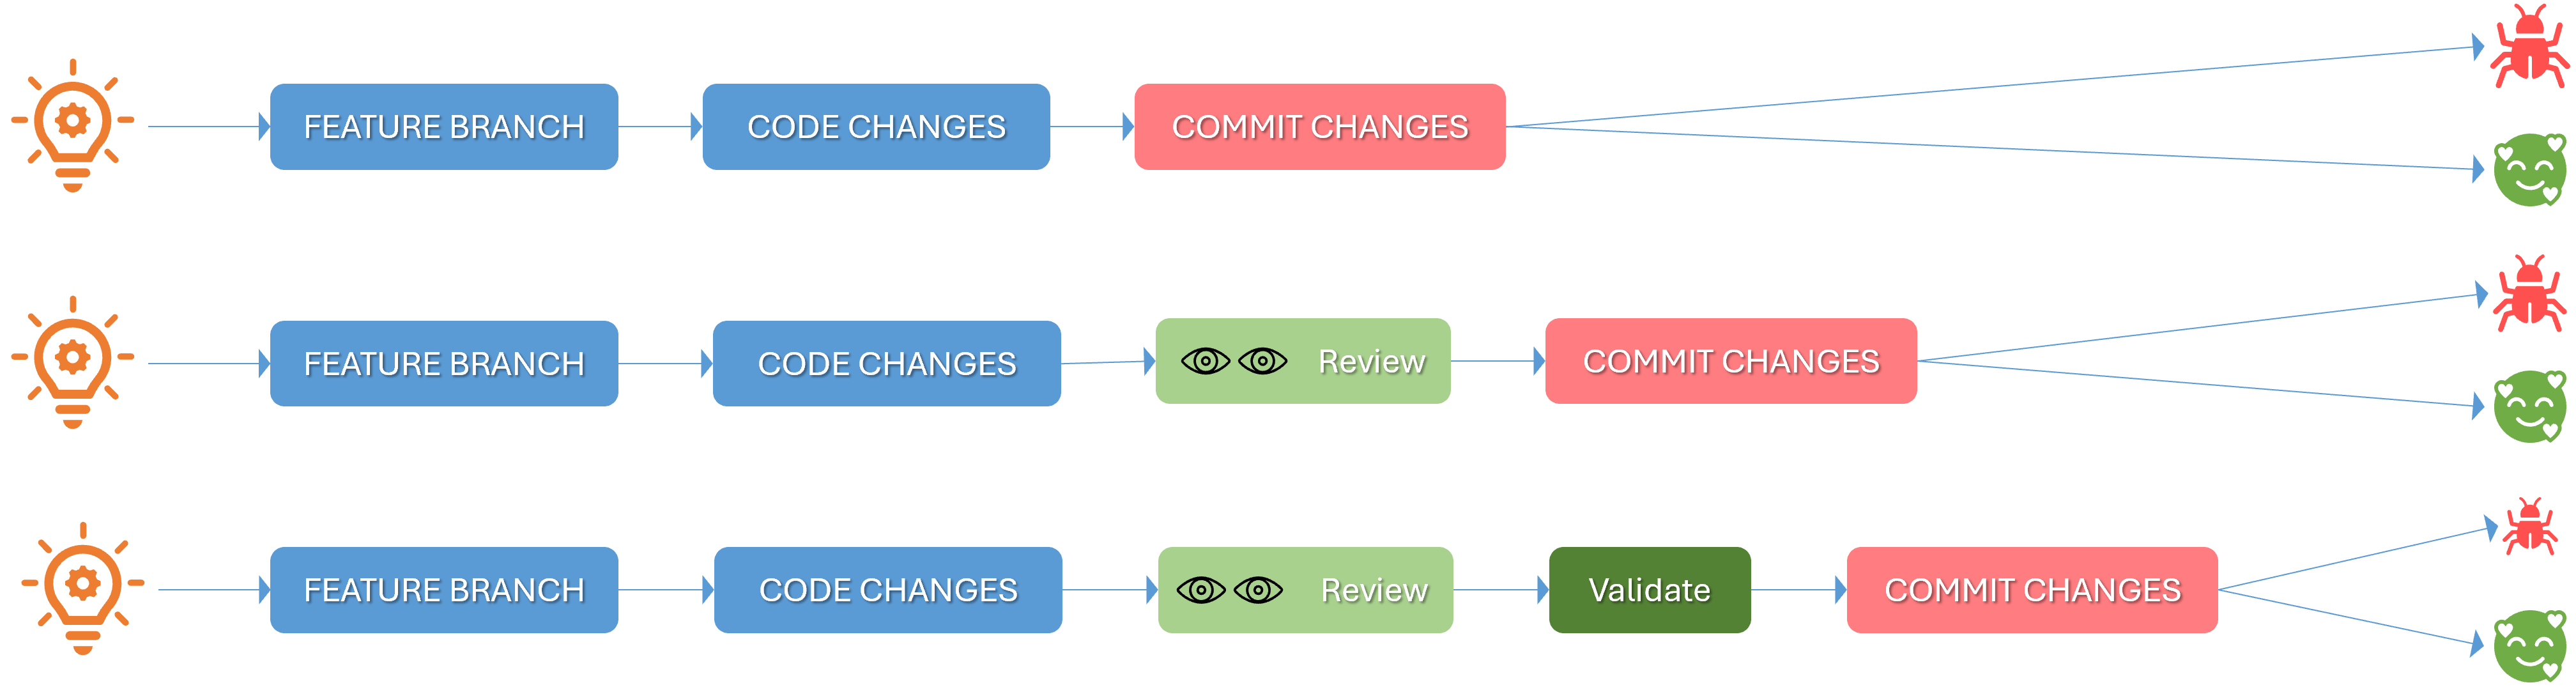 FEATURE BRANCH
CODE CHANGES
COMMIT CHANGES
FEATURE BRANCH
CODE CHANGES
Review
COMMIT CHANGES
FEATURE BRANCH
CODE CHANGES
Review
Validate
COMMIT CHANGES